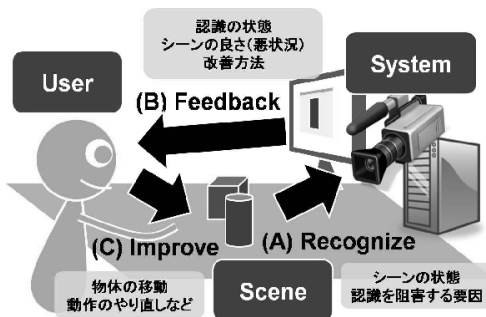 認識の状態
シーンの良さ(悪状況)
改善方法
User
System
(B) Feedback
(C) Improve
(A) Recognize
物体の移動
動作のやり直しなど
Scene
シーンの状態
認識を阻害する要因